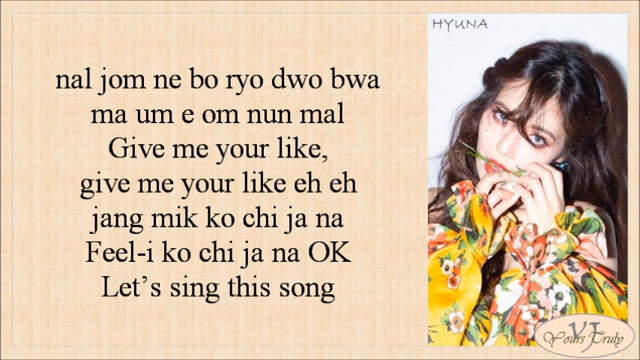 HYUNA
nal jom ne bo ryo dwo bwa
ma um e om nun mal
Give me your like,
give me your like eh eh
jang mik ko chi ja na
Feel-i ko chi ja na OK
Let's sing this song
YJ
Yours Truly